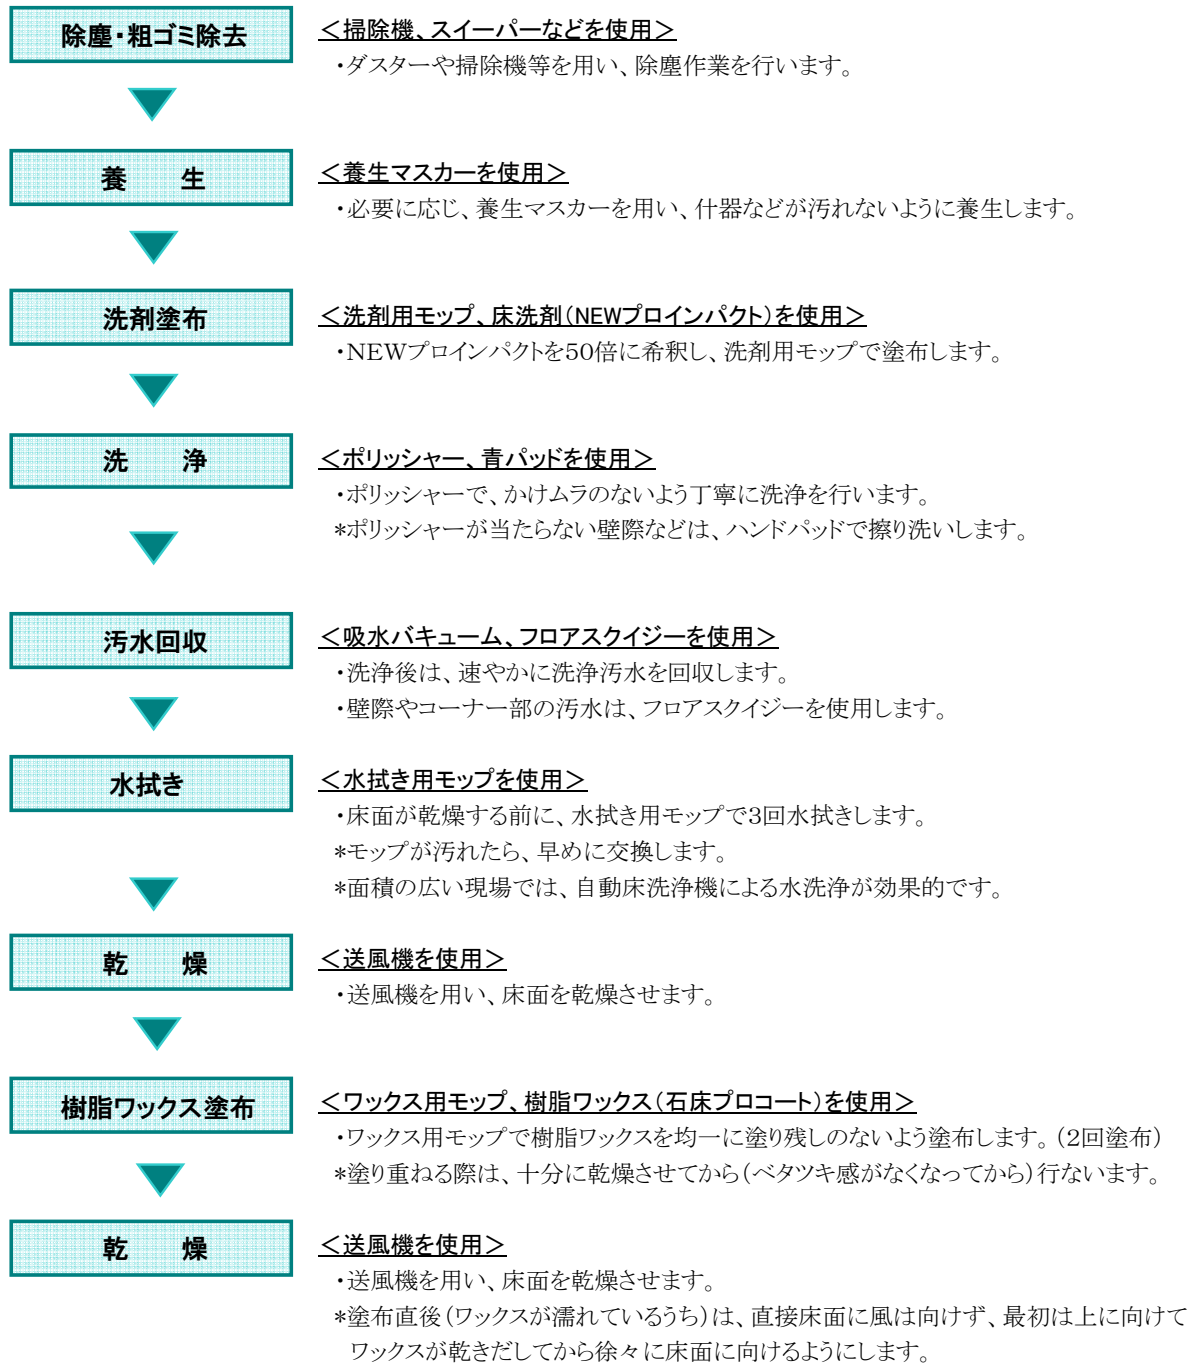 除塵・粗ゴミ除去
＜掃除機、スイーパーなどを使用＞
・ダスターや掃除機等を用い、除塵作業を行います。
養　生
＜養生マスカーを使用＞
・必要に応じ、養生マスカーを用い、什器などが汚れないように養生します。
洗剤塗布
＜洗剤用モップ、床洗剤（NEWプロインパクト）を使用＞
・NEWプロインパクトを50倍に希釈し、洗剤用モップで塗布します。
洗　浄
＜ポリッシャー、青パッドを使用＞
・ポリッシャーで、かけムラのないよう丁寧に洗浄を行います。
*ポリッシャーが当たらない壁際などは、ハンドパッドで擦り洗いします。
汚水回収
＜吸水バキューム、フロアスクイジーを使用＞
・洗浄後は、速やかに洗浄汚水を回収します。
・壁際やコーナー部の汚水は、フロアスクイジーを使用します。
水拭き
＜水拭き用モップを使用＞
・床面が乾燥する前に、水拭き用モップで3回水拭きします。
*モップが汚れたら、早めに交換します。
*面積の広い現場では、自動床洗浄機による水洗浄が効果的です。
乾　燥
＜送風機を使用＞
・送風機を用い、床面を乾燥させます。
樹脂ワックス塗布
＜ワックス用モップ、樹脂ワックス（石床プロコート）を使用＞
・ワックス用モップで樹脂ワックスを均一に塗り残しのないよう塗布します。（2回塗布）
*塗り重ねる際は、十分に乾燥させてから（ベタツキ感がなくなってから）行ないます。
乾　燥
＜送風機を使用＞
・送風機を用い、床面を乾燥させます。
*塗布直後（ワックスが濡れているうち）は、直接床面に風は向けず、最初は上に向けて
ワックスが乾きだしてから徐々に床面に向けるようにします。